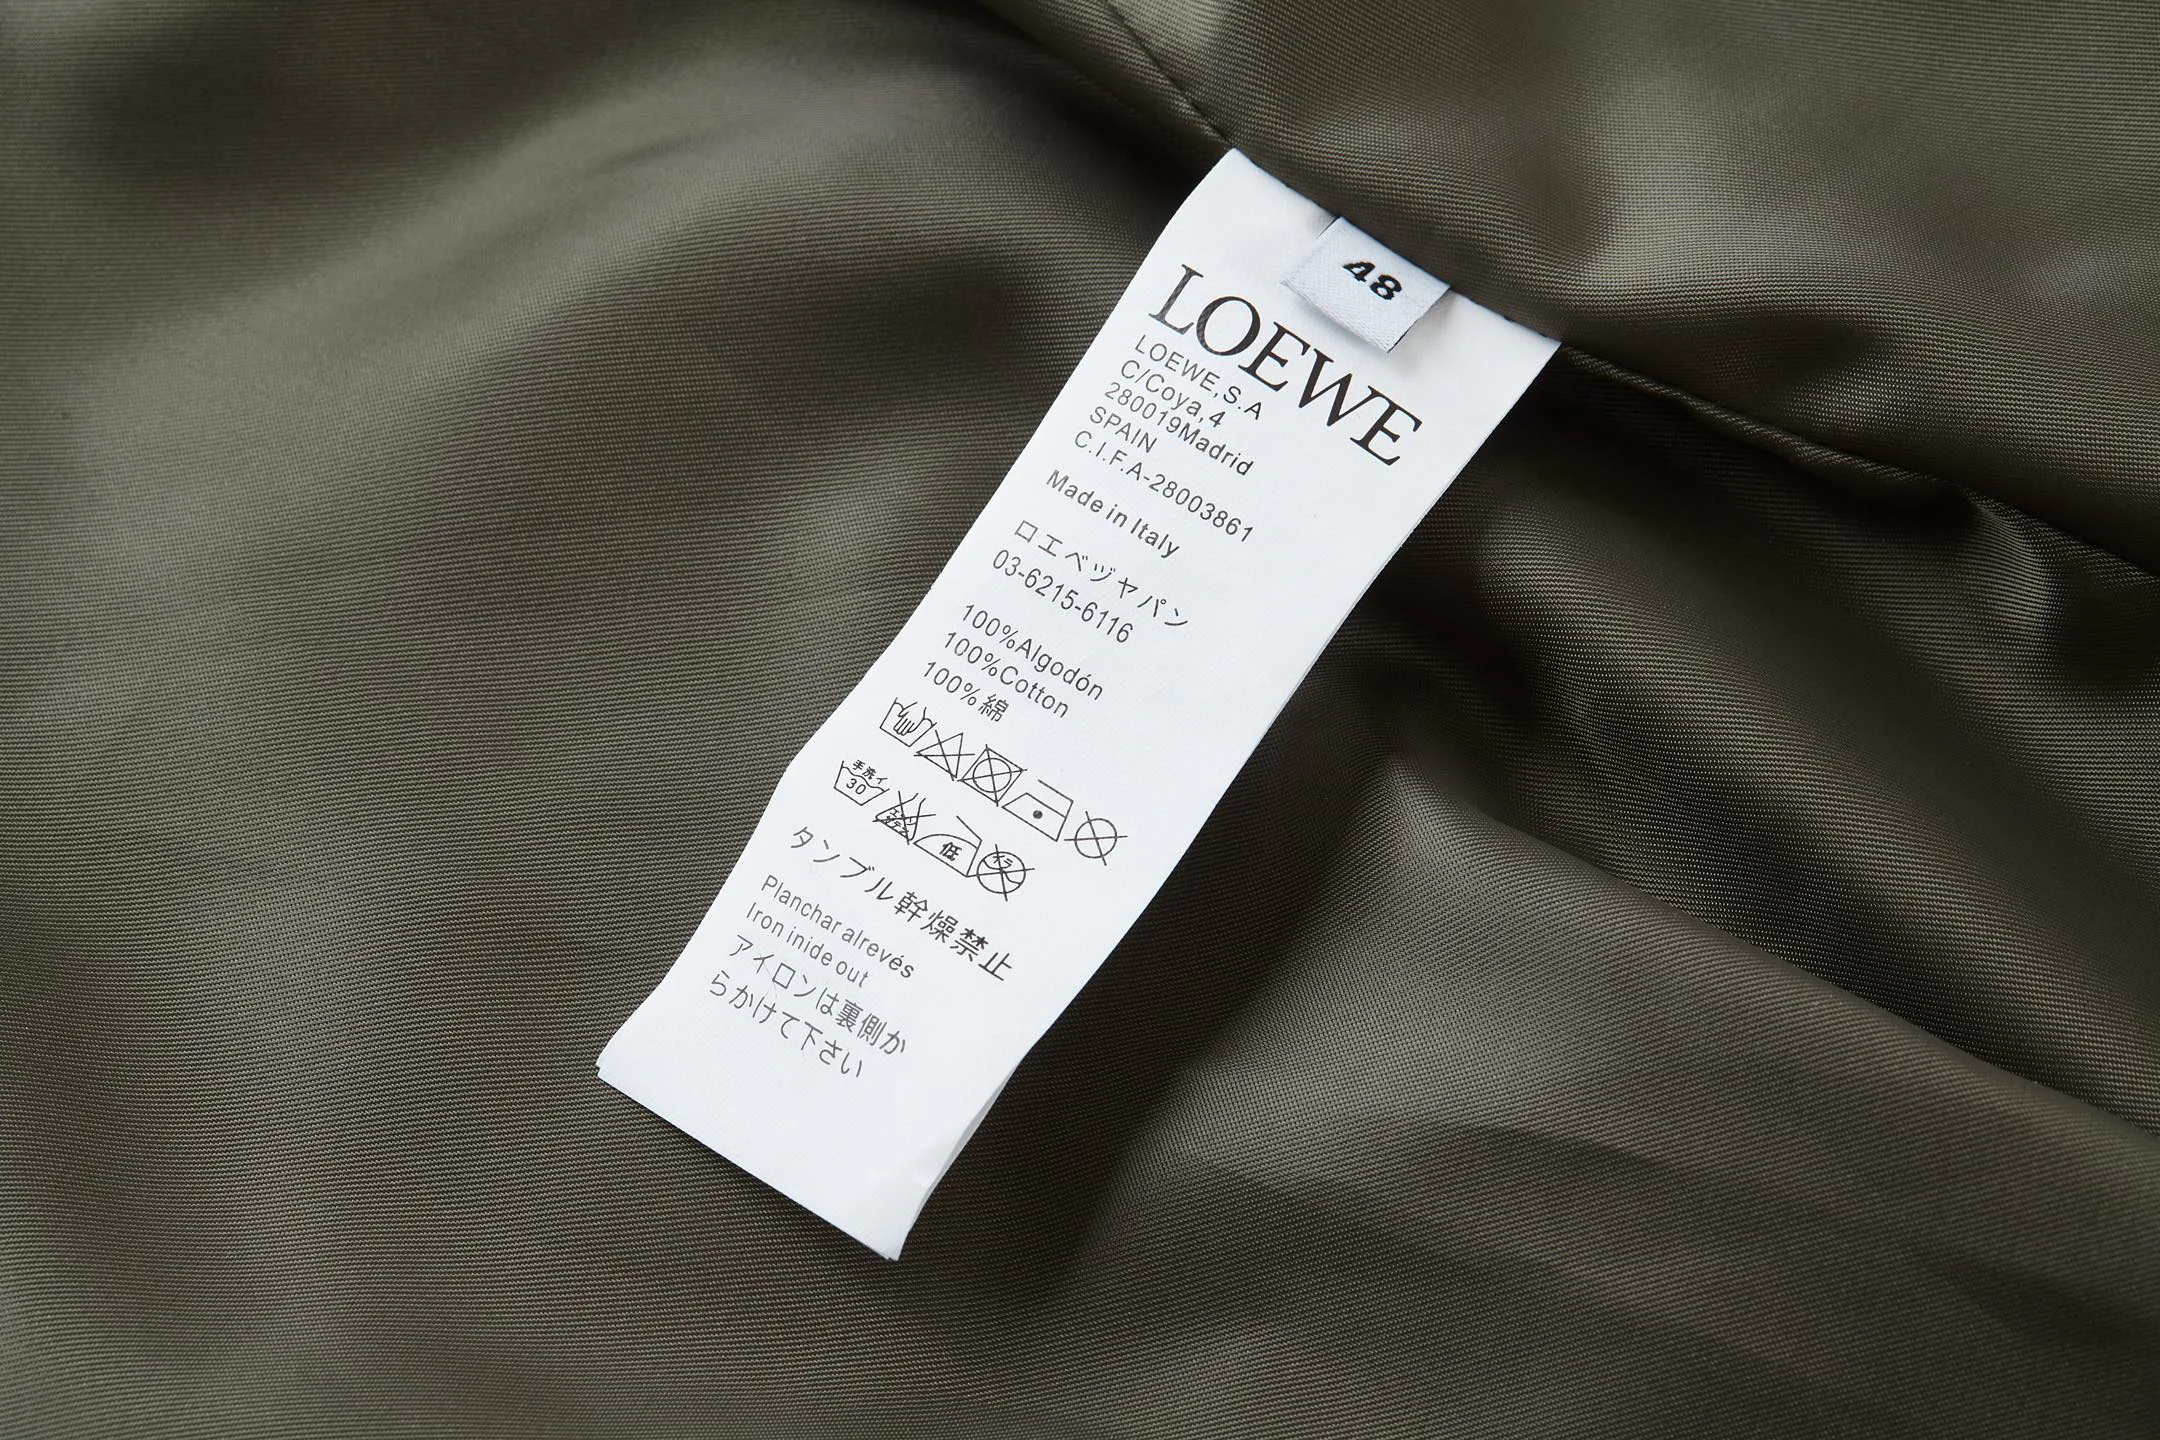 48
LOEWE
LOEWE,S.A
C/Coya,4
280019Madrid
SPAIN
C.I.F.A-28003861
Made in Italy
ロエベヅヤパン
03-6215-6116
100%Algodón
100%Cotton
100%綿
手洗イ
30
低
タンブル幹燥禁止
Planchar alrevés
Iron inide out
アイロンは裏側か
らかけて下さい